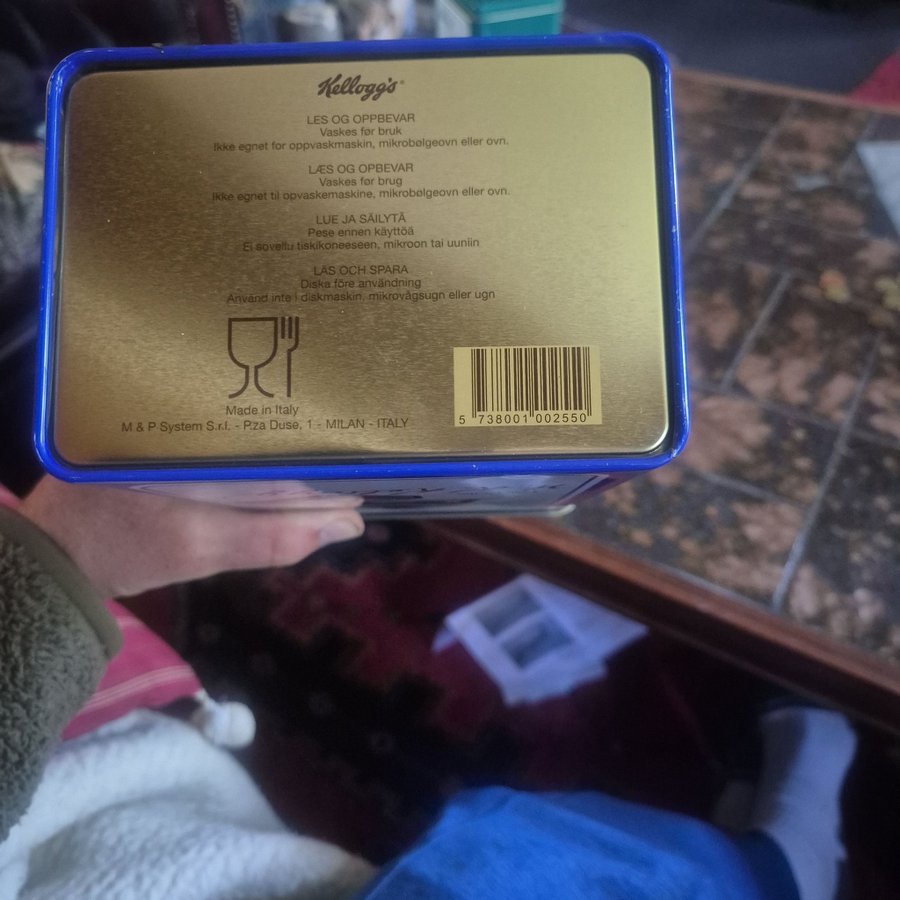 Kellogg's®
LES OG OPPBEVAR
Vaskes før bruk
Ikke egnet for oppvaskmaskin, mikrobølgeovn eller ovn.
LÆS OG OPBEVAR
Vaskes før brug
Ikke egnet til opvaskemaskine, mikrobølgeovn eller ovn.
LUE JA SÄILYTÄ
Pese ennen käyttöä
Ei sovellu tiskikoneeseen, mikroon tai uuniin
LÄS OCH SPARA
Diska före användning
Använd inte i diskmaskin, mikrovågsugn eller ugn
Made in Italy
M & P System S.r.l. - P.za Duse, 1 - MILAN - ITALY
5 738001 002550